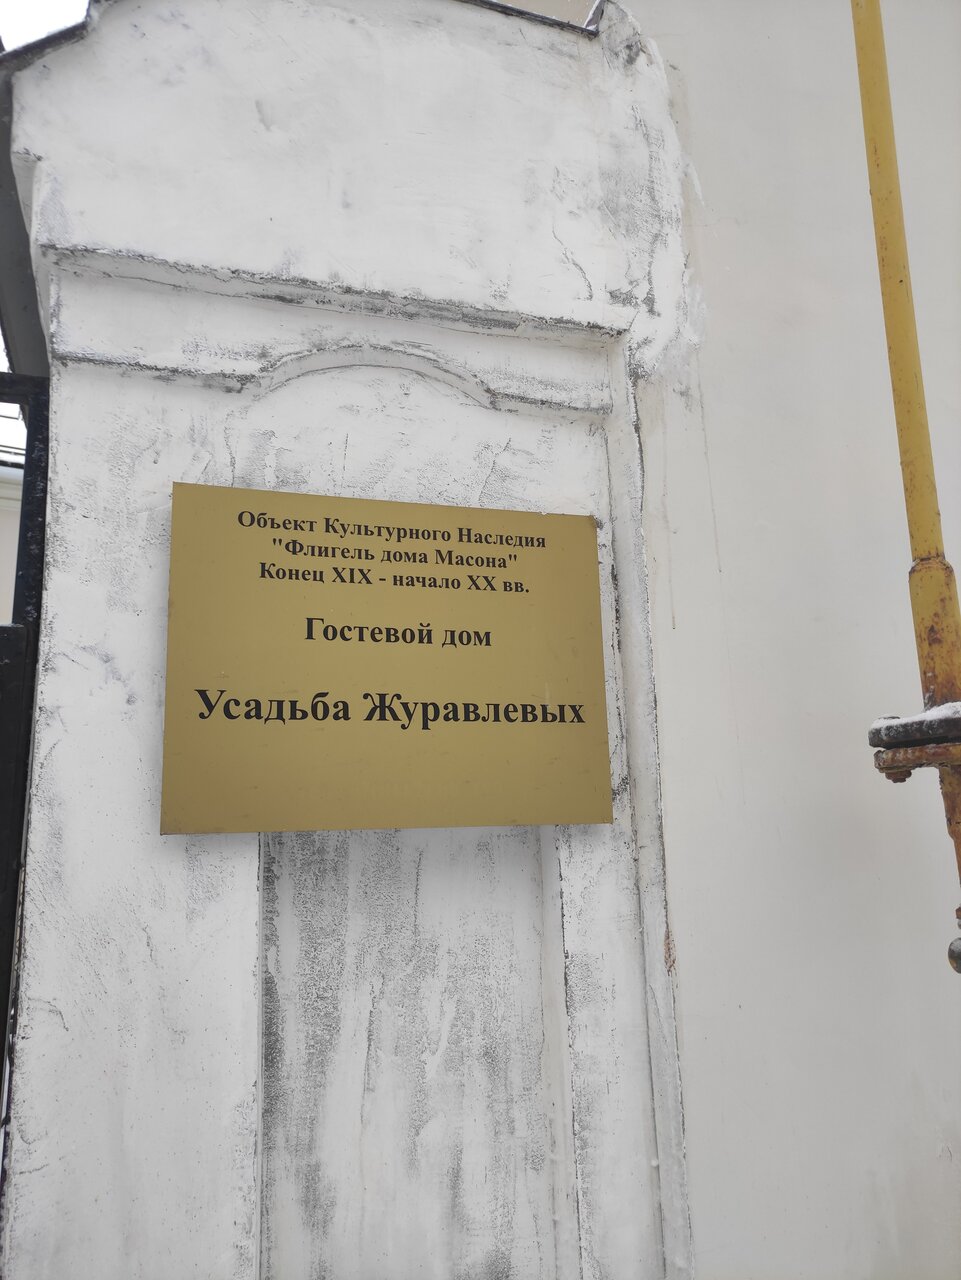 Объект Культурного Наследия
"Флигель дома Масона"
Конец XIX - начало XX вв.
Гостевой дом
Усадьба Журавлевых